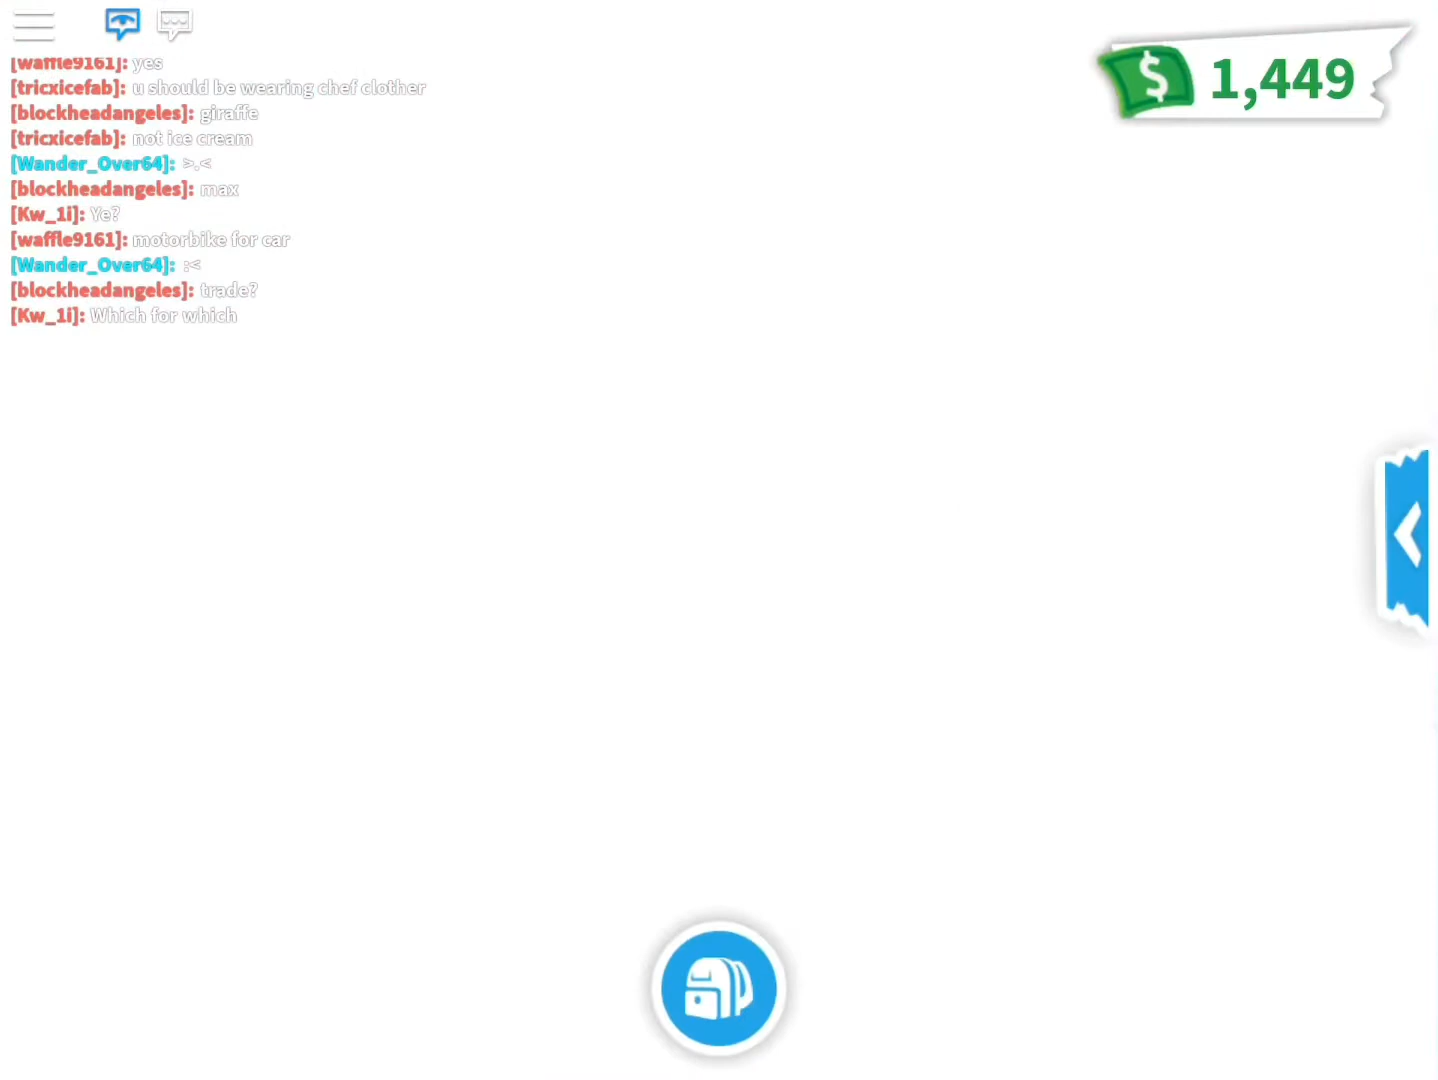 [waffle9161]: yes
[tricxicefab]: u should be wearing chef clother
[blockheadangeles]: giraffe
[tricxicefab]: not ice cream
[Wander_Over64]: >.<
[blockheadangeles]: max
[Kw_1i]: Ye?
[waffle9161]: motorbike for car
[Wander_Over64]: :<
[blockheadangeles]: trade?
[Kw_1i]: Which for which
$ 1,449